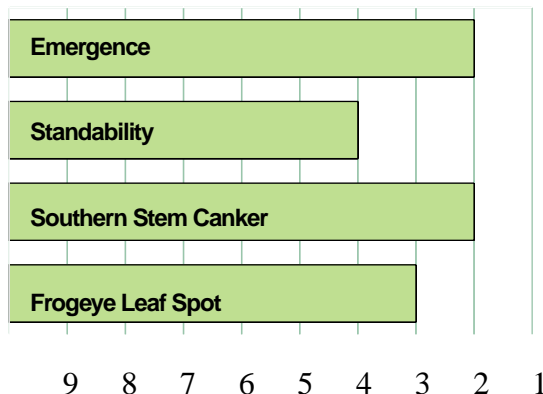 Emergence
Standability
Southern Stem Canker
Frogeye Leaf Spot
9 8 7 6 5 4 3 2 1